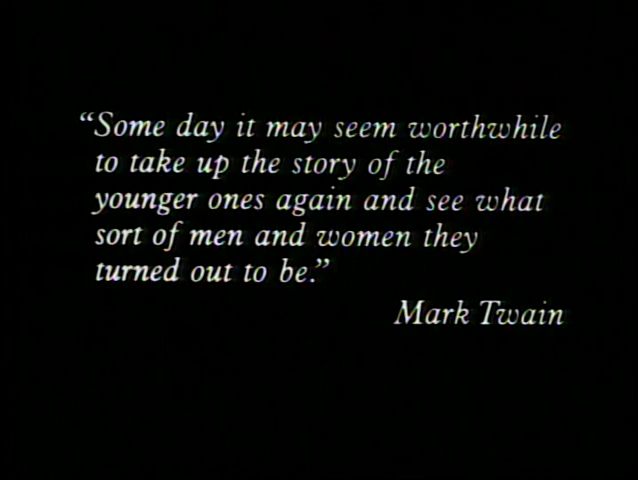 “Some day it may seem worthwhile
to take up the story of the
younger ones again and see what
sort of men and women they
turned out to be.”
Mark Twain